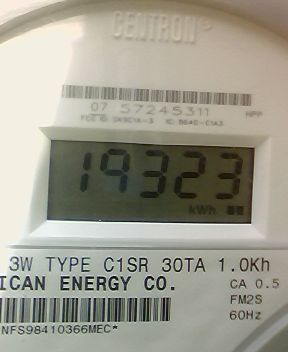 CENTRON®
07 57245311
HPP
19323
kWh
3W TYPE C1SR 30TA 1.0Kh
ICAN ENERGY CO.
CA 0.5
FM2S
60Hz
NFS98410366MEC*